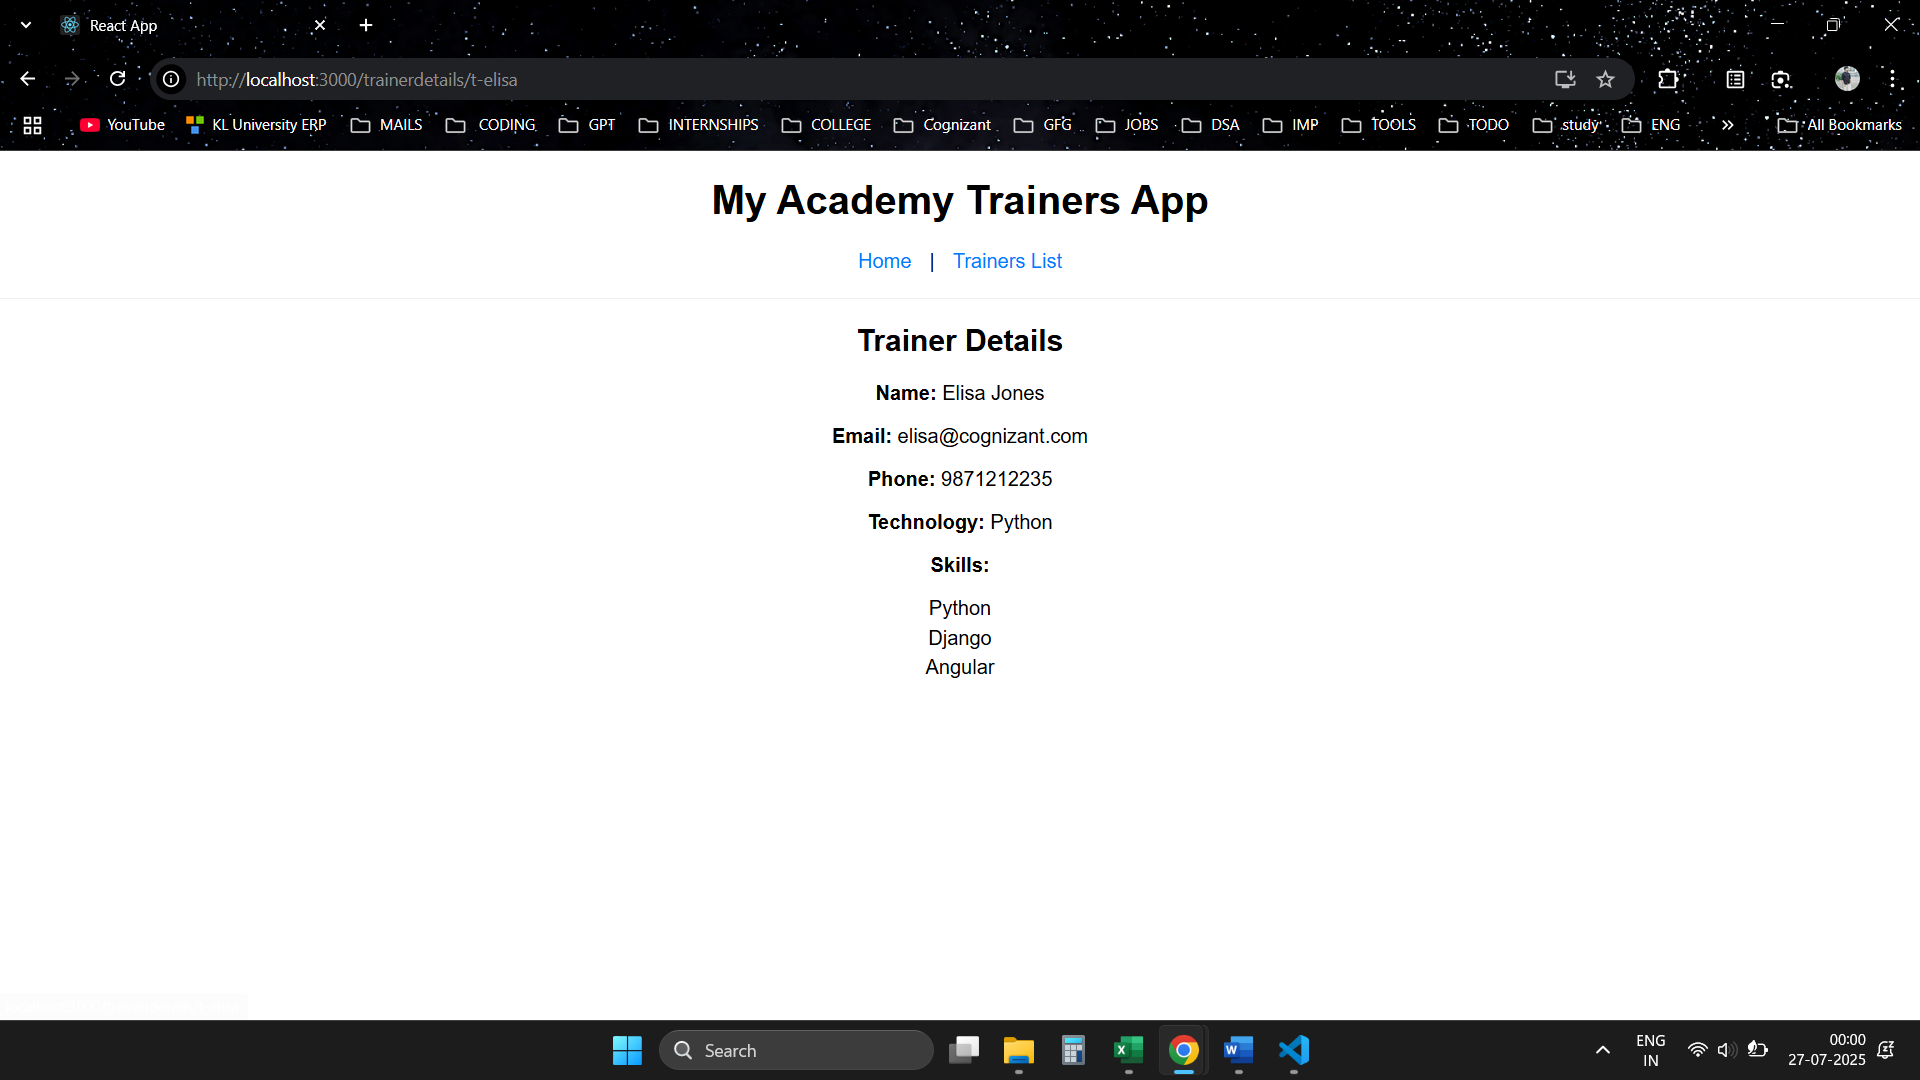 React App
http://localhost:3000/trainerdetails/t-elisa
YouTube KL University ERP MAILS CODING GPT INTERNSHIPS COLLEGE Cognizant GFG JOBS DSA IMP TOOLS TODO study ENG » All Bookmarks
My Academy Trainers App
Home | Trainers List
Trainer Details
Name: Elisa Jones
Email: elisa@cognizant.com
Phone: 9871212235
Technology: Python
Skills:
Python
Django
Angular
Search
ENG
IN
00:00
27-07-2025